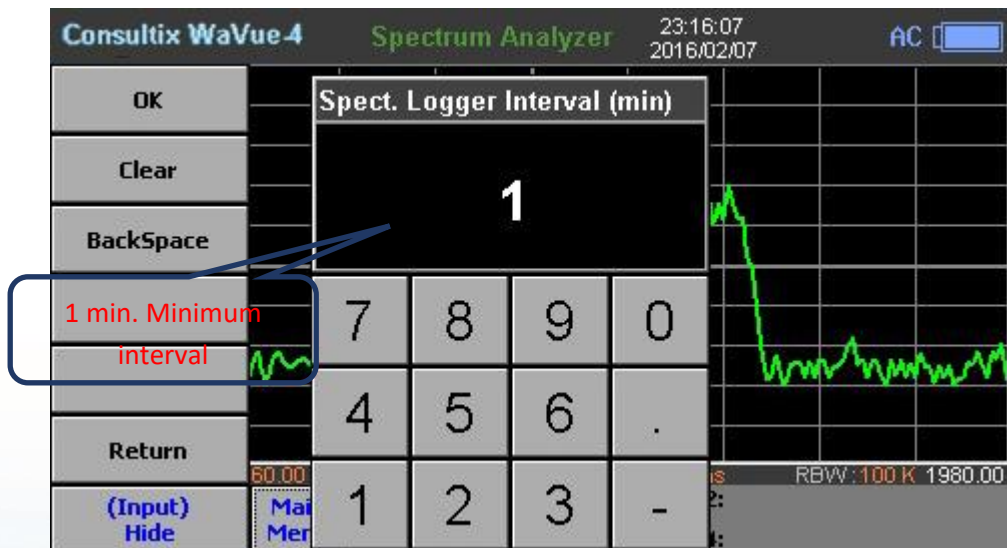 Consultix WaVue-4 Spectrum Analyzer 23:16:07 AC
2016/02/07
OK
Clear
BackSpace
1 min. Minimum
interval
Return
(Input)
Hide
Spect. Logger Interval (min)
1
7 8 9 0
4 5 6 .
1 2 3 -
60.00 RBW:100 K 1980.00
2:
4: